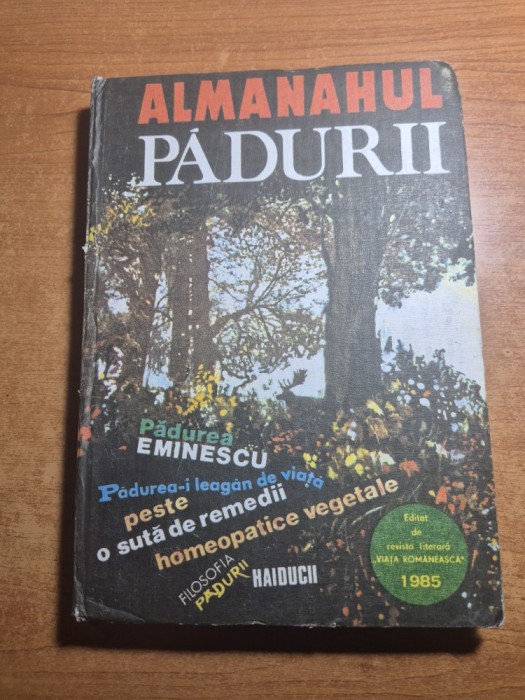 ALMANAHUL
PĂDURII
Pădurea
EMINESCU
Pădurea-i leagăn de viață
peste
o sută de remedii
homeopatice vegetale
FILOSOFIA
PĂDURII
HAIDUCII
Editat
de
revista literară
„VIAȚA ROMÂNEASCĂ"
1985